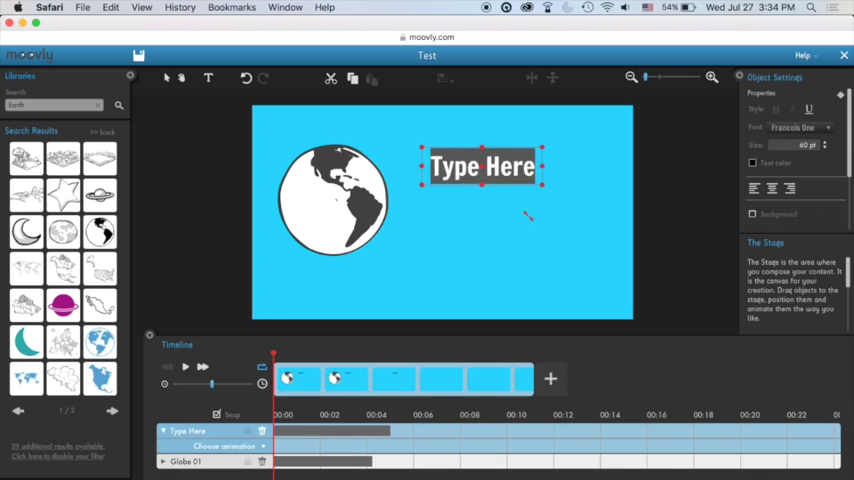 Safari File Edit View History Bookmarks Window Help 54% Wed Jul 27 3:34 PM
moovly.com
moovly Test Help
Libraries
Search
Earth
Search Results >> back
1 / 2
39 additional results available.
Click here to disable your filter
T
Type Here
Object Settings
Properties
Style: B I U
Font: Francois One
Size: 60 pt
Text color
Background
The Stage
The Stage is the area where
you compose your content. It
is the canvas for your
creation. Drag objects to the
stage, position them and
animate them the way you
like.
Timeline
Snap 00:00 00:02 00:04 00:06 00:08 00:10 00:12 00:14 00:16 00:18 00:20 00:22
Type Here
Choose animation
Globe 01